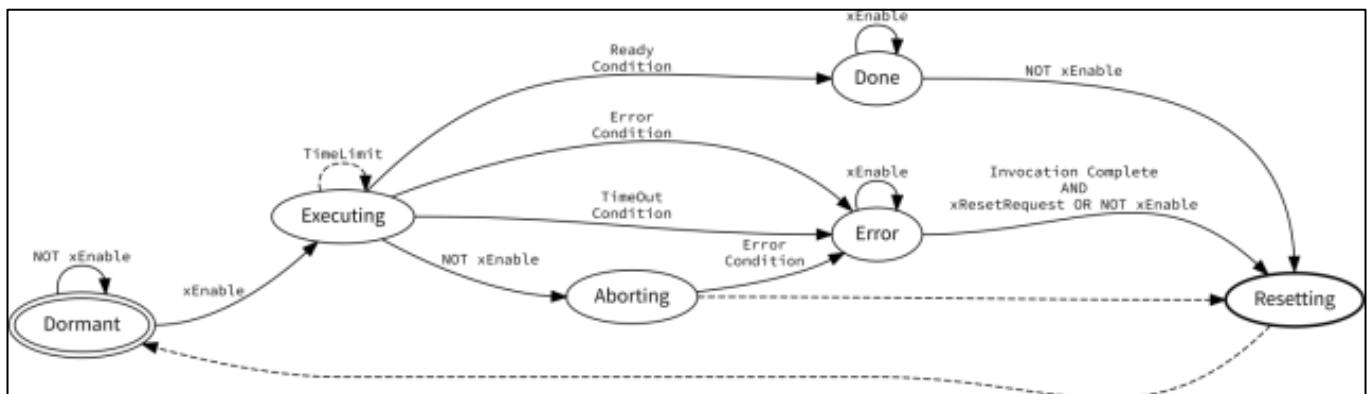 xEnable
Ready
Condition
Done
NOT xEnable
Error
Condition
TimeLimit
xEnable
Invocation Complete
AND
xResetRequest OR NOT xEnable
Executing
TimeOut
Condition
Error
NOT xEnable
NOT xEnable
Error
Condition
xEnable
Aborting
Resetting
Dormant